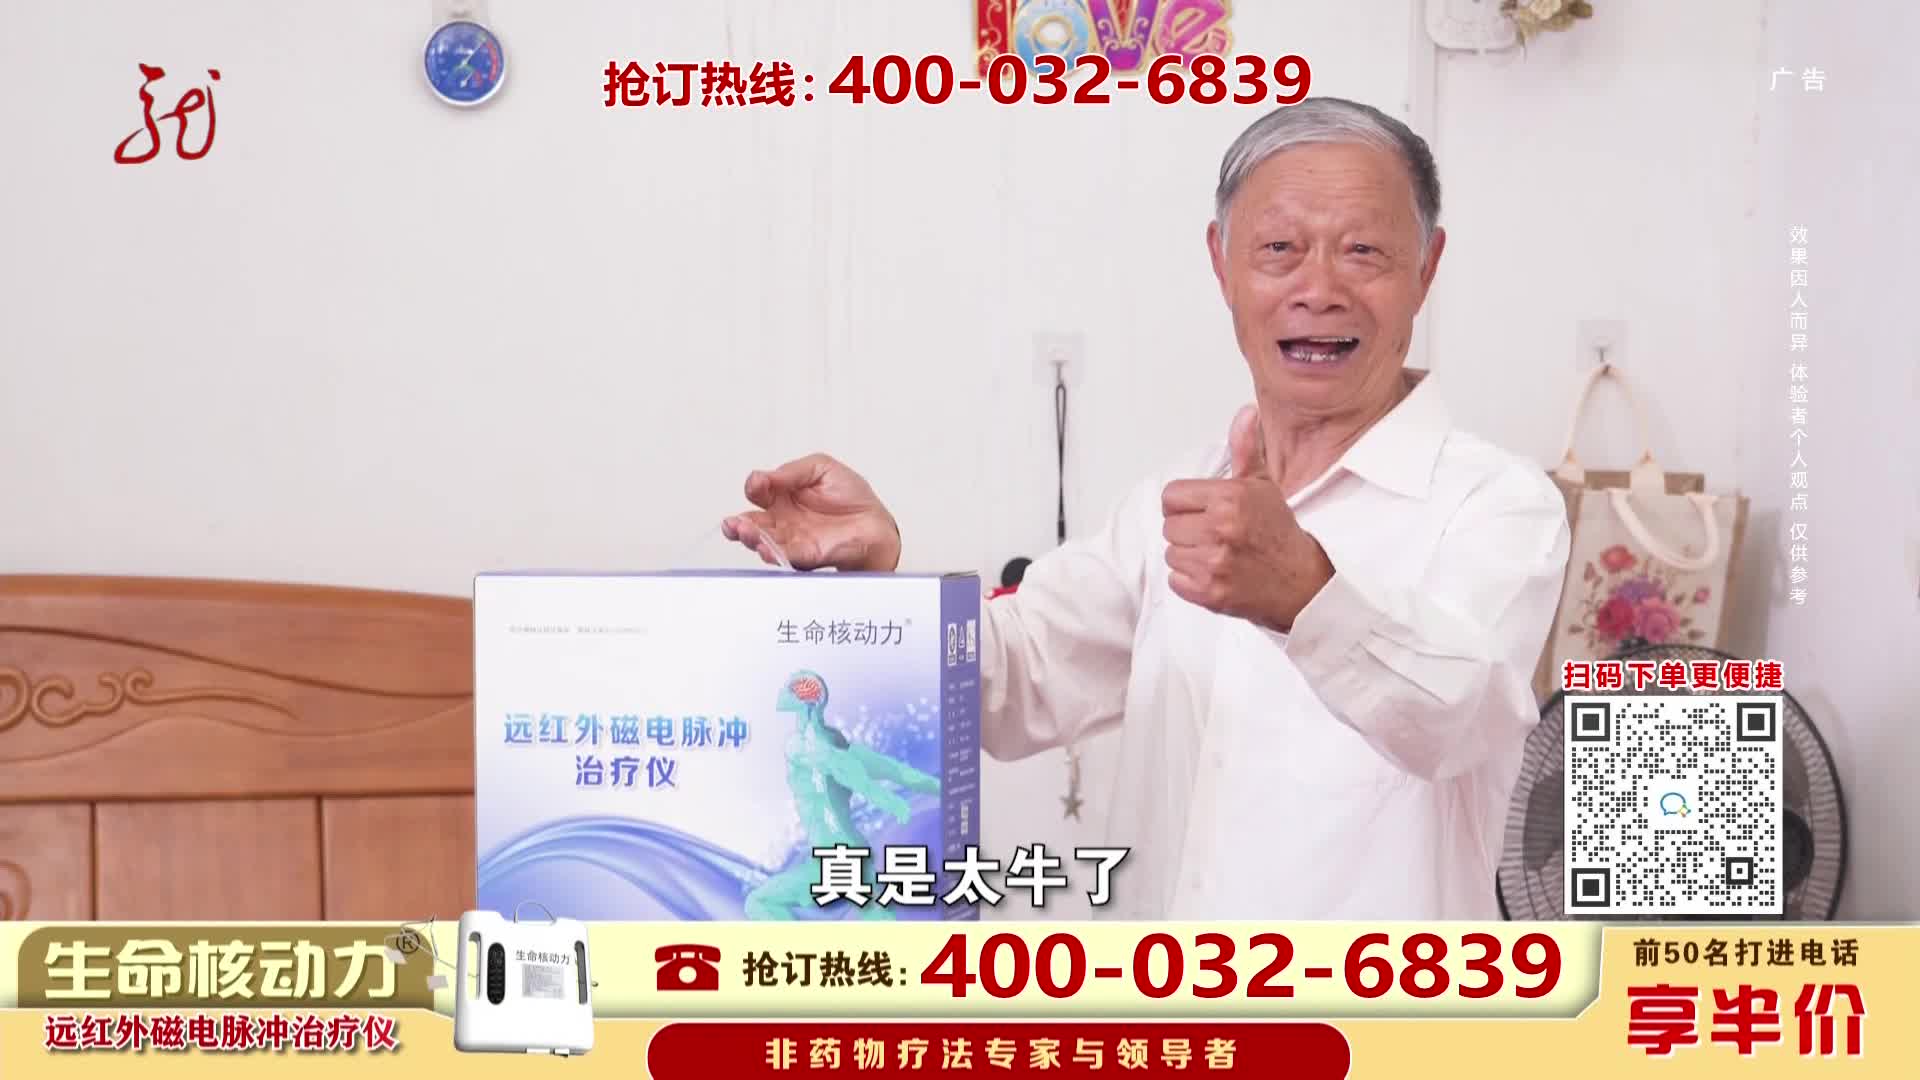 龙
love
抢订热线：400-032-6839
广告
效果因人而异 体验者个人观点 仅供参考
生命核动力®
远红外磁电脉冲
治疗仪
扫码下单更便捷
真是太牛了
生命核动力®
远红外磁电脉冲治疗仪
生命核动力
抢订热线：400-032-6839
非药物疗法专家与领导者
前50名打进电话
享半价